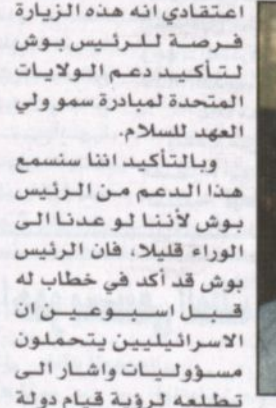 اعتقادي انه هذه الزيارة
فرصة للرئيس بوش
لتأكيد دعم الولايات
المتحدة لمبادرة سمو ولي
العهد للسلام.
وبالتأكيد اننا سنسمع
هذا الدعم من الرئيس
بوش لأننا لو عدنا الى
الوراء قليلا، فان الرئيس
بوش قد أكد في خطاب له
قبل اسبوعين ان
الاسرائيليين يتحملون
مسؤوليات واشار الى
تطلعه لرؤية قيام دولة